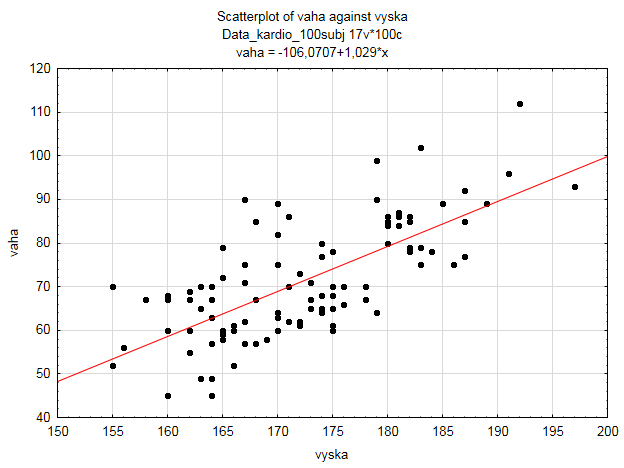 Scatterplot of vaha against vyska
Data_kardio_100subj 17v*100c
vaha = -106,0707+1,029*x
120
110
100
90
80
70
60
50
40
vaha
150 155 160 165 170 175 180 185 190 195 200
vyska